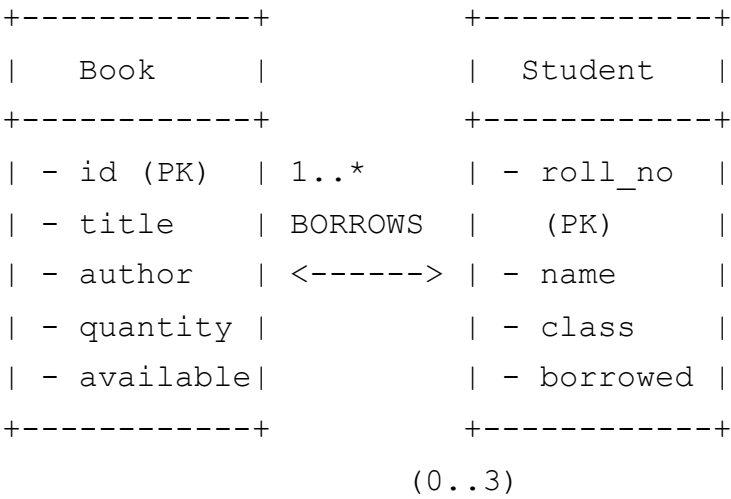 +------------+          +------------+
|   Book     |          |  Student   |
+------------+          +------------+
| - id (PK)  | 1..*     | - roll_no  |
| - title    | BORROWS  |   (PK)     |
| - author   | <------> | - name     |
| - quantity |          | - class    |
| - available|          | - borrowed |
+------------+          +------------+
                     (0..3)